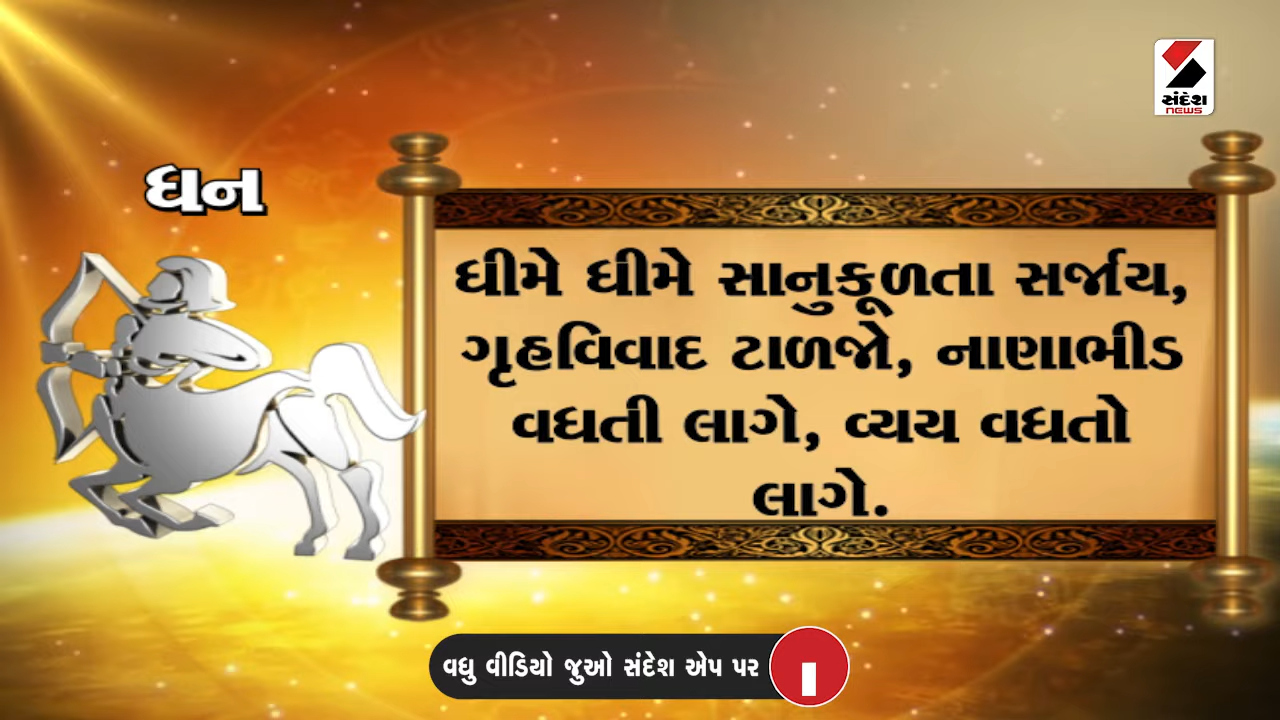 સંદેશ
NEWS
ધન
ધીમે ધીમે સાનુકૂળતા સર્જાય,
ગૃહવિવાદ ટાળજો, નાણાભીડ
વધતી લાગે, વ્યય વધતો
લાગે.
વધુ વીડિયો જુઓ સંદેશ એપ પર